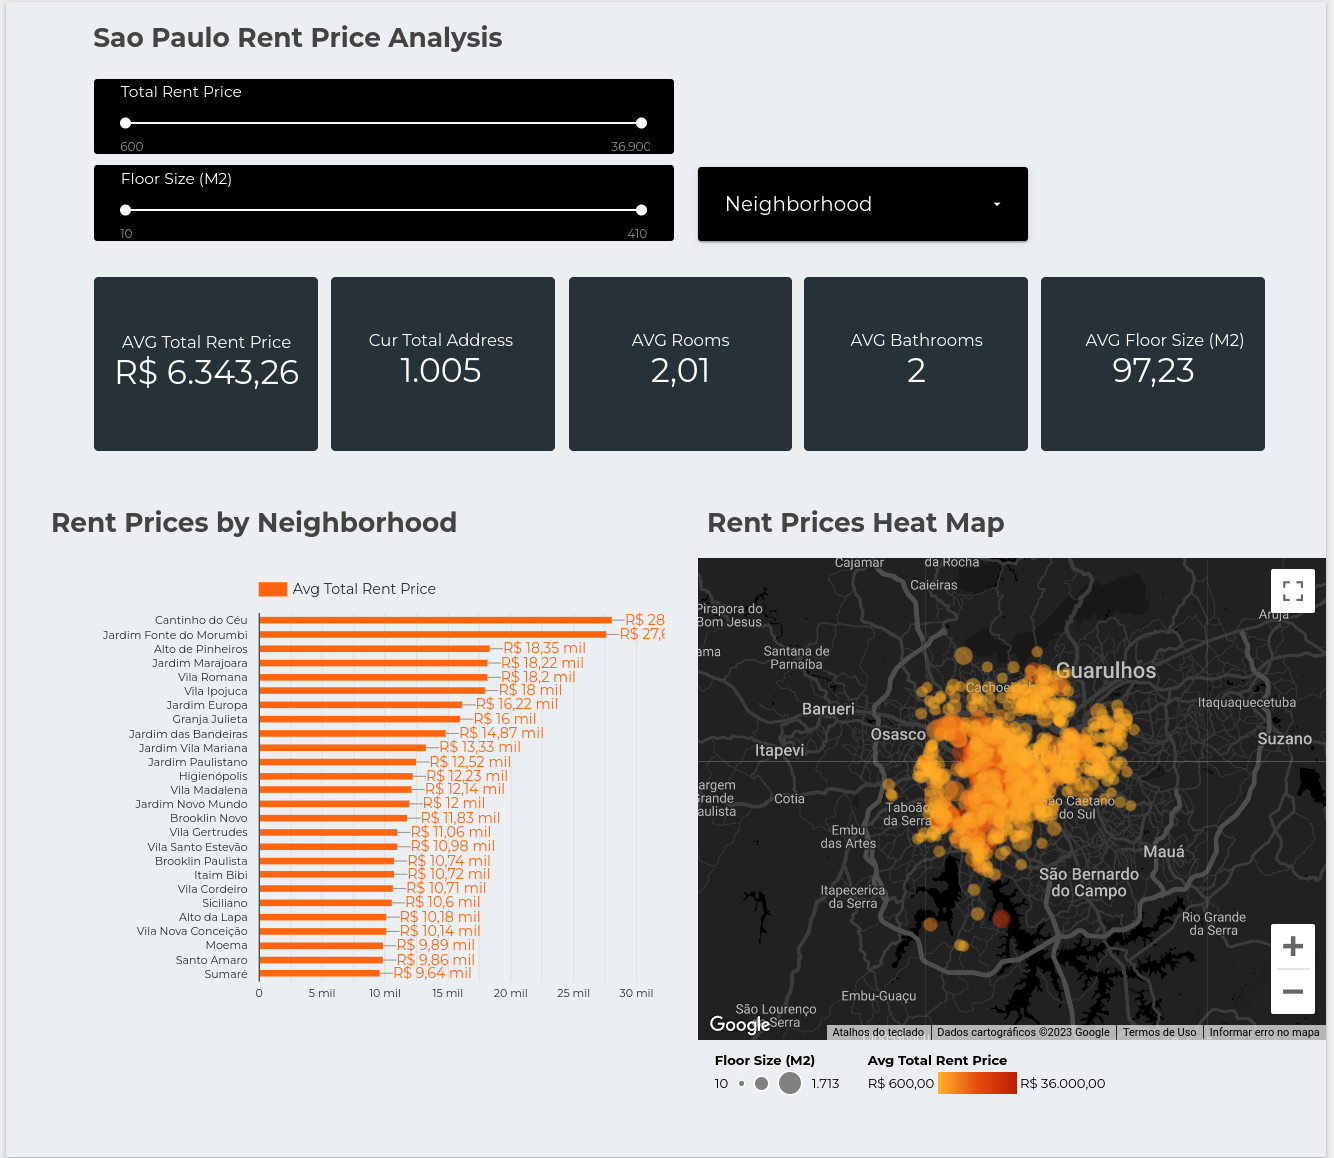 Sao Paulo Rent Price Analysis
Total Rent Price
600 36.900
Floor Size (M2)
10 410
Neighborhood
AVG Total Rent Price
R$ 6.343,26
Cur Total Address
1.005
AVG Rooms
2,01
AVG Bathrooms
2
AVG Floor Size (M2)
97,23
Rent Prices by Neighborhood
Avg Total Rent Price
Cantinho do Céu R$ 28
Jardim Fonte do Morumbi R$ 27,6
Alto de Pinheiros R$ 18,35 mil
Jardim Marajoara R$ 18,22 mil
Vila Romana R$ 18,2 mil
Vila Ipojuca R$ 18 mil
Jardim Europa R$ 16,22 mil
Granja Julieta R$ 16 mil
Jardim das Bandeiras R$ 14,87 mil
Jardim Vila Mariana R$ 13,33 mil
Jardim Paulistano R$ 12,52 mil
Higienópolis R$ 12,23 mil
Vila Madalena R$ 12,14 mil
Jardim Novo Mundo R$ 12 mil
Brooklin Novo R$ 11,83 mil
Vila Gertrudes R$ 11,06 mil
Vila Santo Estevão R$ 10,98 mil
Brooklin Paulista R$ 10,74 mil
Itaim Bibi R$ 10,72 mil
Vila Cordeiro R$ 10,71 mil
Siciliano R$ 10,6 mil
Alto da Lapa R$ 10,18 mil
Vila Nova Conceição R$ 10,14 mil
Moema R$ 9,89 mil
Santo Amaro R$ 9,86 mil
Sumaré R$ 9,64 mil
0 5 mil 10 mil 15 mil 20 mil 25 mil 30 mil
Rent Prices Heat Map
Cajamar
da Rocha
Caieiras
Pirapora do
Bom Jesus
Arujá
ama
Santana de
Parnaíba
Guarulhos
Itaquaquecetuba
Barueri
Osasco
Suzano
Itapevi
argem
Grande
aulista
Cotia
Taboão
da Serra
São Caetano
do Sul
Embu
das Artes
Mauá
São Bernardo
do Campo
Itapecerica
da Serra
Rio Grande
da Serra
Embu-Guaçu
São Lourenço
Serra
Google
Atalhos do teclado Dados cartográficos ©2023 Google Termos de Uso Informar erro no mapa
Floor Size (M2)
10 1.713
Avg Total Rent Price
R$ 600,00 R$ 36.000,00